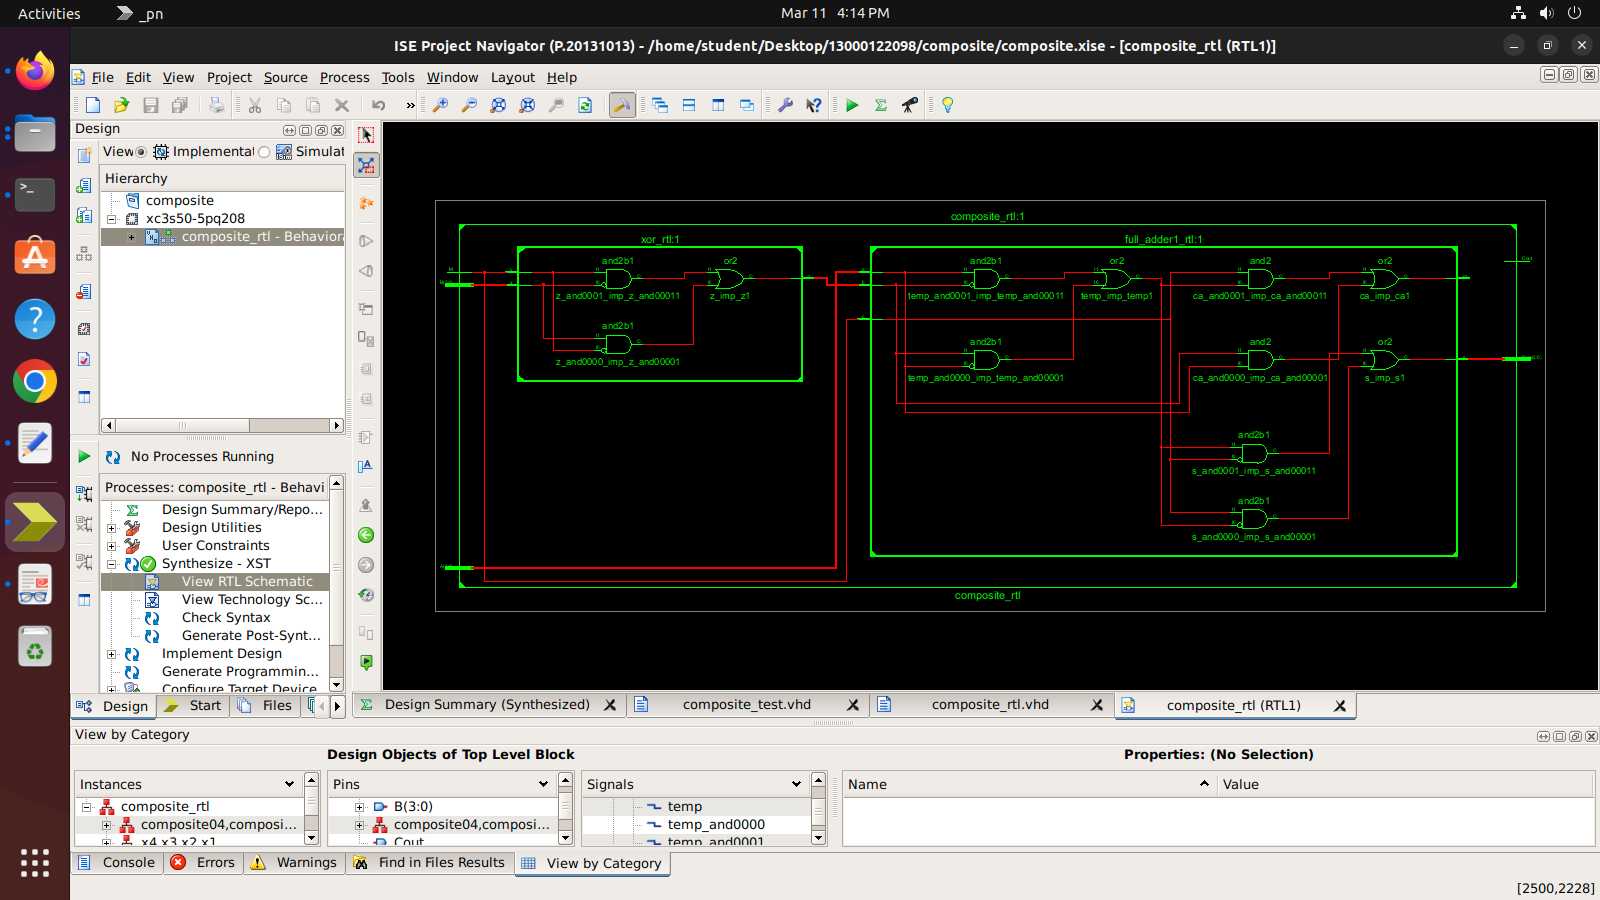 Activities
_pn
Mar 11 4:14 PM
ISE Project Navigator (P.20131013) - /home/student/Desktop/13000122098/composite/composite.xise - [composite_rtl (RTL1)]
File Edit View Project Source Process Tools Window Layout Help
Design
View Implementat Simulat
Hierarchy
composite
xc3s50-5pq208
composite_rtl - Behaviora
No Processes Running
Processes: composite_rtl - Behavi
Design Summary/Repo...
Design Utilities
User Constraints
Synthesize - XST
View RTL Schematic
View Technology Sc...
Check Syntax
Generate Post-Synt...
Implement Design
Generate Programmin...
Configure Target Device
Design Start Files
composite_rtl:1
xor_rtl:1
and2b1
or2
z_and0001_imp_z_and00011
z_imp_z1
and2b1
z_and0000_imp_z_and00001
full_adder1_rtl:1
and2b1
or2
and2
or2
temp_and0001_imp_temp_and00011
temp_imp_temp1
ca_and0001_imp_ca_and00011
ca_imp_ca1
and2b1
and2
or2
temp_and0000_imp_temp_and00001
ca_and0000_imp_ca_and00001
s_imp_s1
and2b1
s_and0001_imp_s_and00011
and2b1
s_and0000_imp_s_and00001
composite_rtl
Design Summary (Synthesized)
composite_test.vhd
composite_rtl.vhd
composite_rtl (RTL1)
View by Category
Design Objects of Top Level Block
Properties: (No Selection)
Instances
composite_rtl
composite04,composi...
x4,x3,x2,x1
Pins
B(3:0)
composite04,composi...
Cout
Signals
temp
temp_and0000
temp_and0001
Name
Value
Console
Errors
Warnings
Find in Files Results
View by Category
[2500,2228]